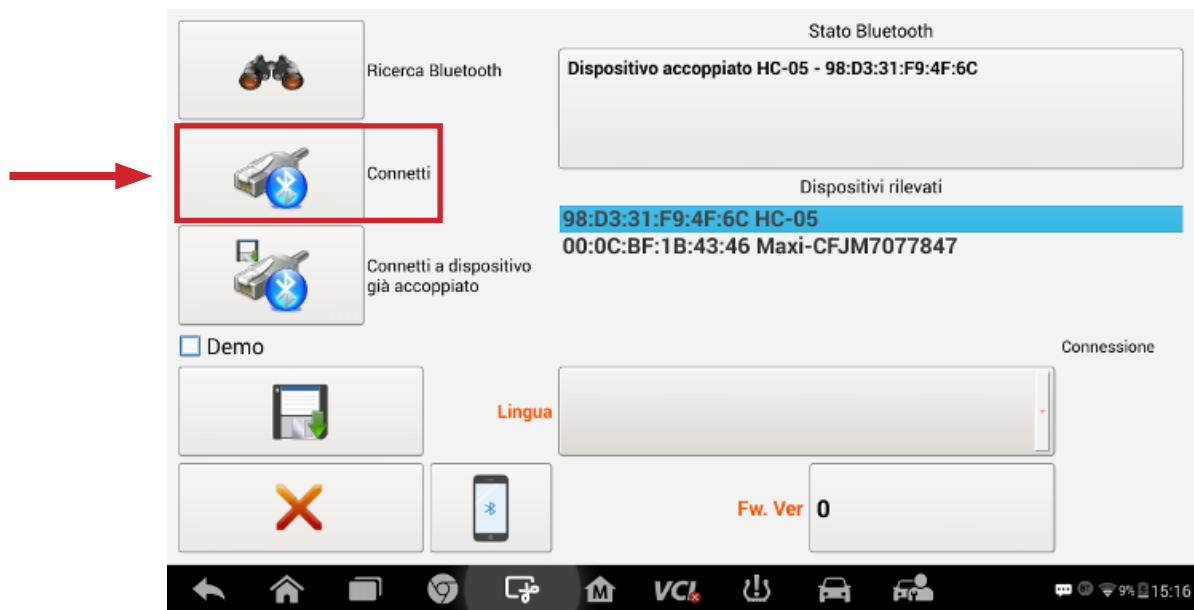 Stato Bluetooth
Ricerca Bluetooth
Dispositivo accoppiato HC-05 - 98:D3:31:F9:4F:6C
Connetti
Dispositivi rilevati
98:D3:31:F9:4F:6C HC-05
00:0C:BF:1B:43:46 Maxi-CFJM7077847
Connetti a dispositivo
già accoppiato
Demo
Connessione
Lingua
Fw. Ver 0
M VCI 9% 15:16